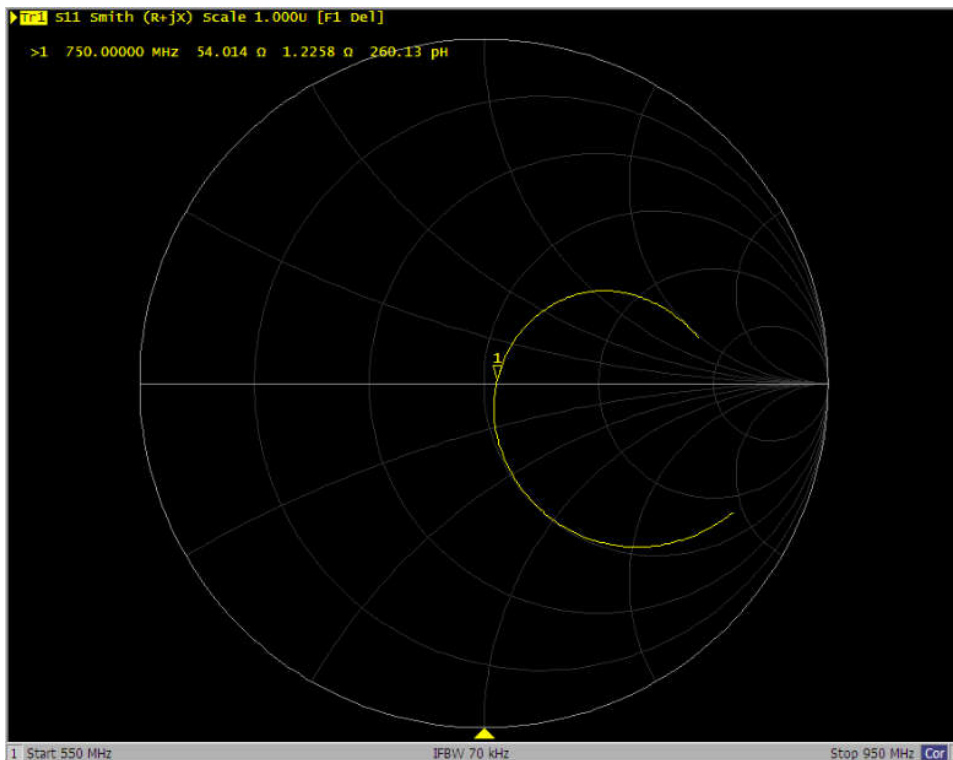 Tr1 S11 Smith (R+jX) Scale 1.000U [F1 Del]
>1 750.00000 MHz 54.014 Ω 1.2258 Ω 260.13 pH
1
1 Start 550 MHz IFBW 70 kHz Stop 950 MHz Cor